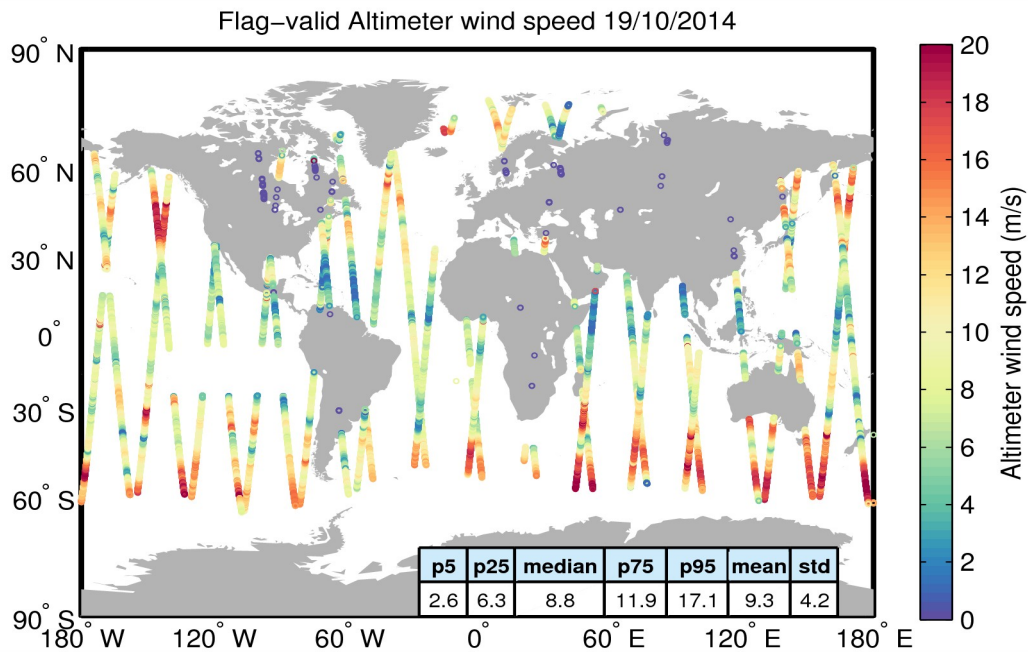 Flag−valid Altimeter wind speed 19/10/2014
90° N
60° N
30° N
0°
30° S
60° S
90° S
180° W
120° W
60° W
0°
60° E
120° E
180° E
p5 p25 median p75 p95 mean std
2.6 6.3 8.8 11.9 17.1 9.3 4.2
20
18
16
14
12
10
8
6
4
2
0
Altimeter wind speed (m/s)